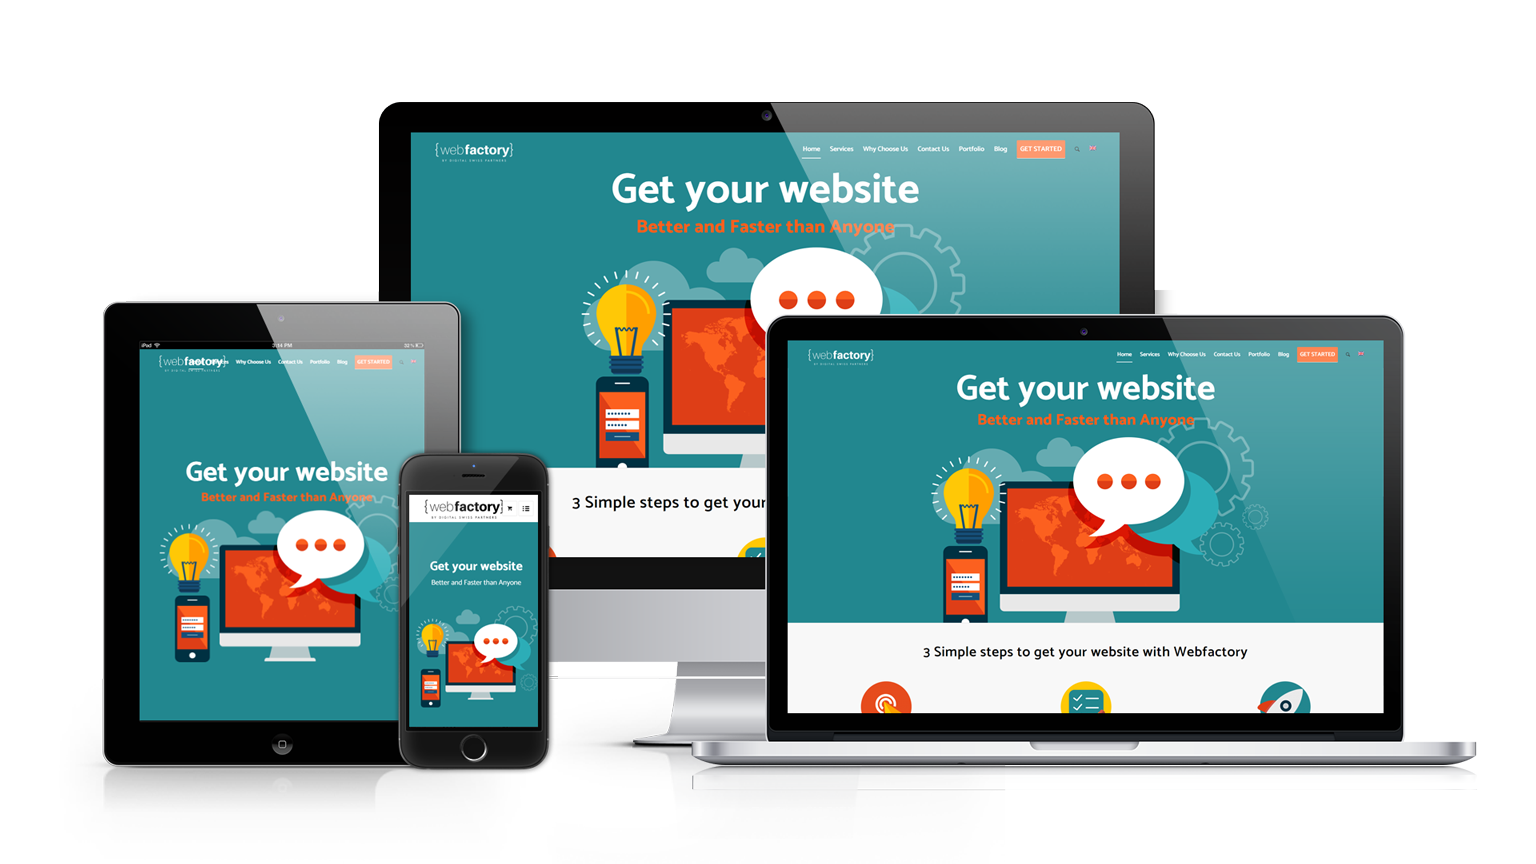 {webfactory}
BY DIGITAL SWISS PARTNERS
Home Services Why Choose Us Contact Us Portfolio Blog GET STARTED
Get your website
Better and Faster than Anyone
3 Simple steps to get your
iPad 2:14 PM 92%
{webfactory}
BY DIGITAL SWISS PARTNERS
Why Choose Us Contact Us Portfolio Blog GET STARTED
Get your website
Better and Faster than Anyone
{webfactory}
BY DIGITAL SWISS PARTNERS
Get your website
Better and Faster than Anyone
{webfactory}
BY DIGITAL SWISS PARTNERS
Home Services Why Choose Us Contact Us Portfolio Blog GET STARTED
Get your website
Better and Faster than Anyone
3 Simple steps to get your website with Webfactory